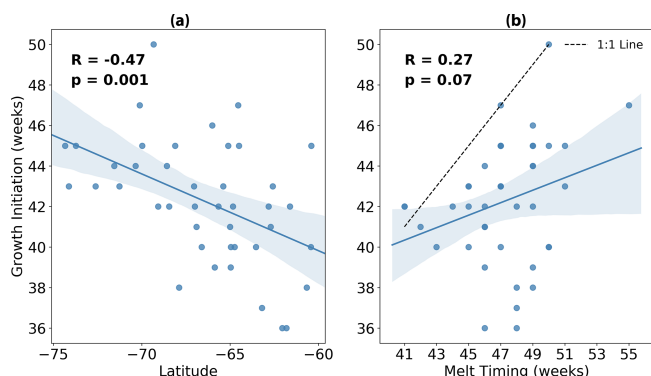 (a)
R = -0.47
p = 0.001
Growth Initiation (weeks)
50
48
46
44
42
40
38
36
−75
−70
−65
−60
Latitude
(b)
R = 0.27
p = 0.07
1:1 Line
50
48
46
44
42
40
38
36
41
43
45
47
49
51
53
55
Melt Timing (weeks)